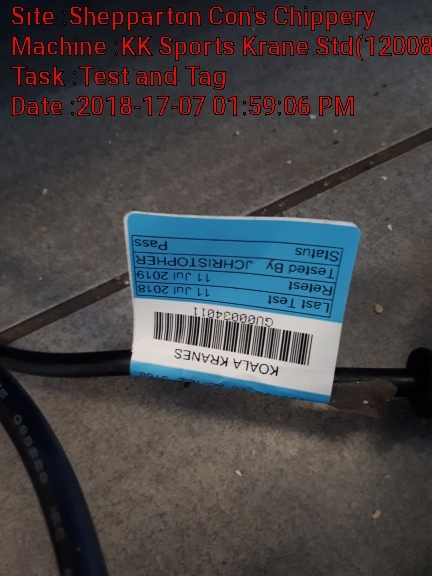 Site :Shepparton Con's Chippery
Machine :KK Sports Krane Std(12008
Task :Test and Tag
Date :2018-17-07 01:59:06 PM
KOALA KRANES
GU00034011
Last Test 11 Jul 2018
Retest 11 Jul 2019
Tested By JCHRISTOPHER
Status Pass